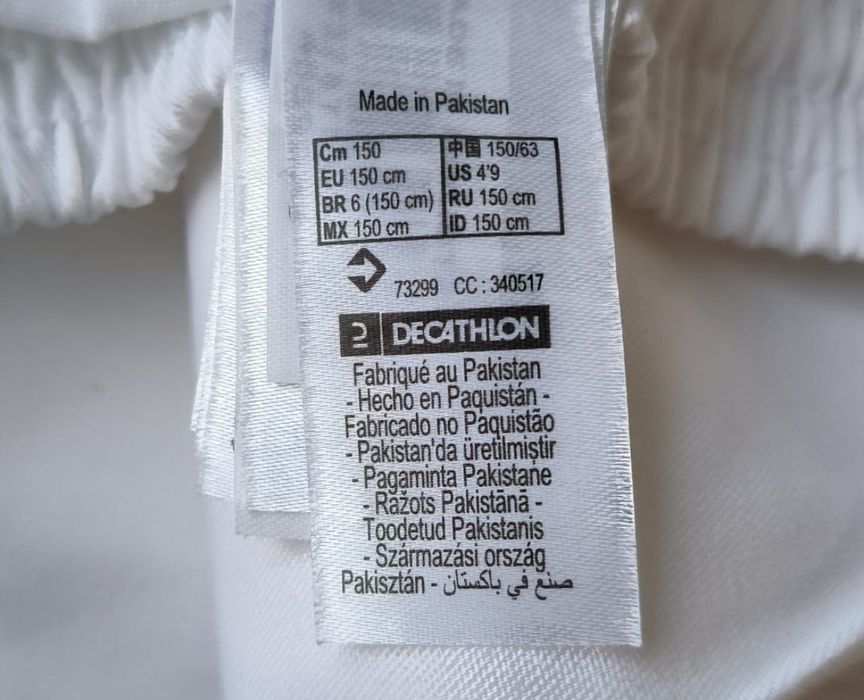 Made in Pakistan
Cm 150 中国 150/63
EU 150 cm US 4'9
BR 6 (150 cm) RU 150 cm
MX 150 cm ID 150 cm
73299 CC : 340517
DECATHLON
Fabriqué au Pakistan
- Hecho en Paquistán -
Fabricado no Paquistão
- Pakistan'da üretilmiştir
- Pagaminta Pakistane
- Ražots Pakistānā -
Toodetud Pakistanis
- Származási ország
Pakisztán - صنع في باكستان